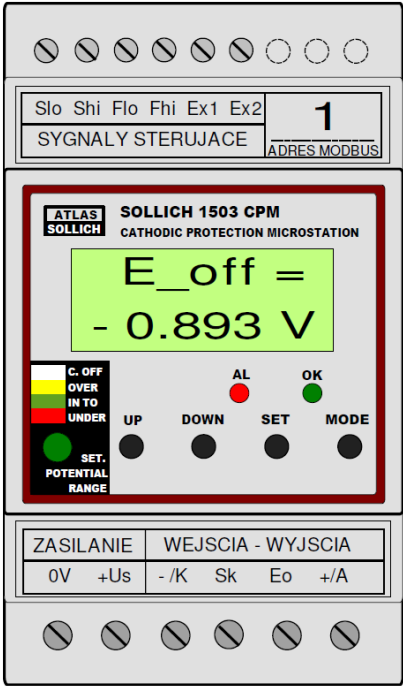 Slo Shi Flo Fhi Ex1 Ex2
SYGNALY STERUJACE
1
ADRES MODBUS
ATLAS
SOLLICH
SOLLICH 1503 CPM
CATHODIC PROTECTION MICROSTATION
E_off =
- 0.893 V
C. OFF
OVER
IN TO
UNDER
SET.
POTENTIAL
RANGE
AL
OK
UP
DOWN
SET
MODE
ZASILANIE
WEJSCIA - WYJSCIA
0V +Us
- /K Sk Eo +/A